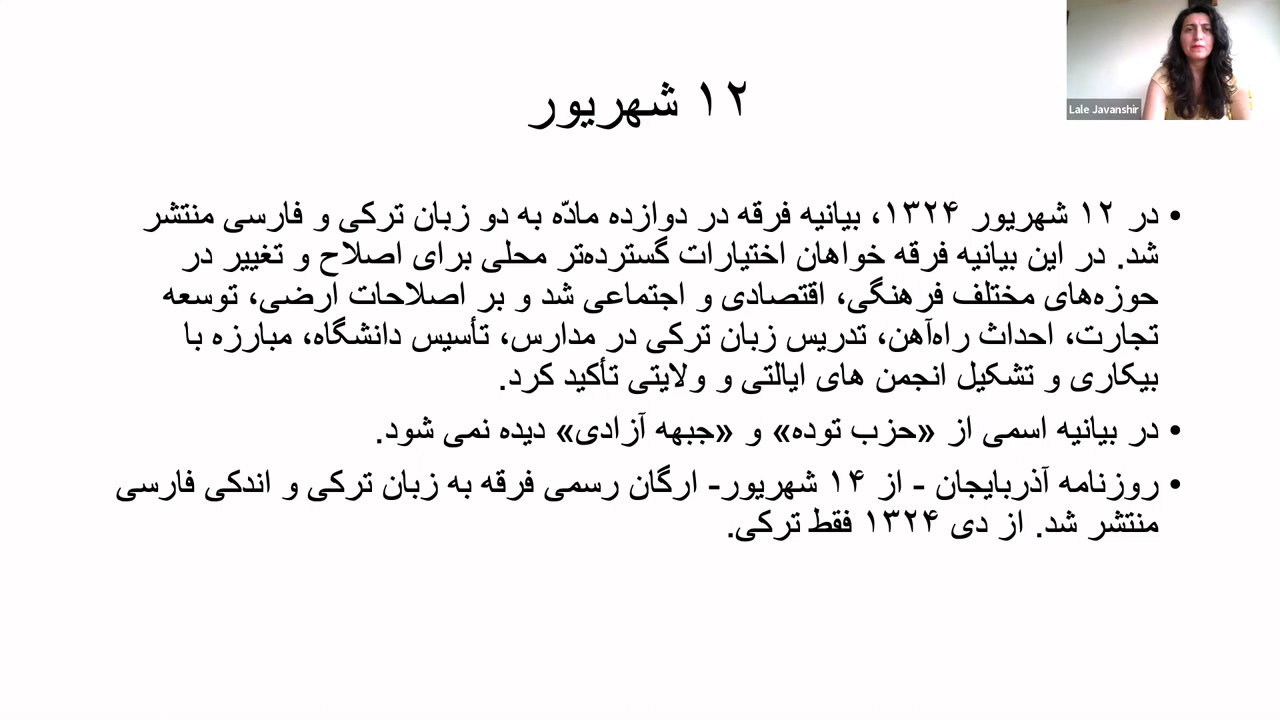 ۱۲ شهریور
Lale Javanshir
• در ۱۲ شهریور ۱۳۲۴، بیانیه فرقه در دوازده مادّه به دو زبان ترکی و فارسی منتشر
شد. در این بیانیه فرقه خواهان اختیارات گسترده‌تر محلی برای اصلاح و تغییر در
حوزه‌های مختلف فرهنگی، اقتصادی و اجتماعی شد و بر اصلاحات ارضی، توسعه
تجارت، احداث راه‌آهن، تدریس زبان ترکی در مدارس، تأسیس دانشگاه، مبارزه با
بیکاری و تشکیل انجمن های ایالتی و ولایتی تأکید کرد.
• در بیانیه اسمی از «حزب توده» و «جبهه آزادی» دیده نمی شود.
• روزنامه آذربایجان - از ۱۴ شهریور- ارگان رسمی فرقه به زبان ترکی و اندکی فارسی
منتشر شد. از دی ۱۳۲۴ فقط ترکی.